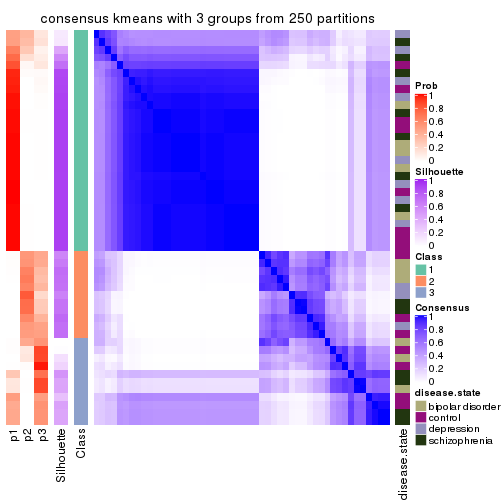 consensus kmeans with 3 groups from 250 partitions
Prob
1
0.8
0.6
0.4
0.2
0
Silhouette
1
0.8
0.6
0.4
0.2
0
Class
1
2
3
Consensus
1
0.8
0.6
0.4
0.2
0
disease.state
bipolar disorder
control
depression
schizophrenia
p1
p2
p3
Silhouette
Class
disease.state